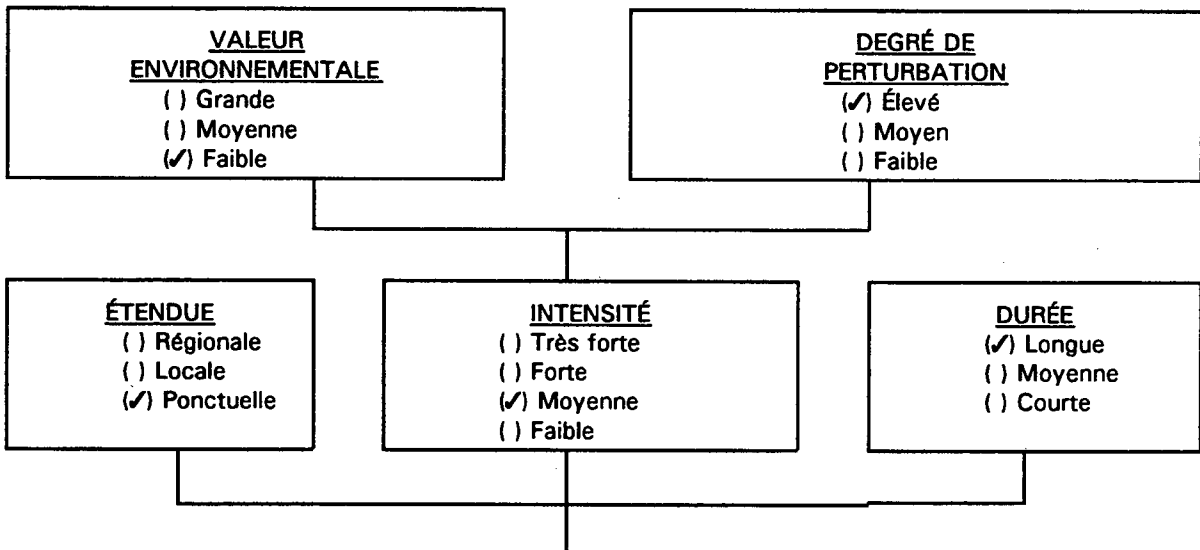 VALEUR
ENVIRONNEMENTALE
( ) Grande
( ) Moyenne
(✓) Faible
DEGRÉ DE
PERTURBATION
(✓) Élevé
( ) Moyen
( ) Faible
ÉTENDUE
( ) Régionale
( ) Locale
(✓) Ponctuelle
INTENSITÉ
( ) Très forte
( ) Forte
(✓) Moyenne
( ) Faible
DURÉE
(✓) Longue
( ) Moyenne
( ) Courte